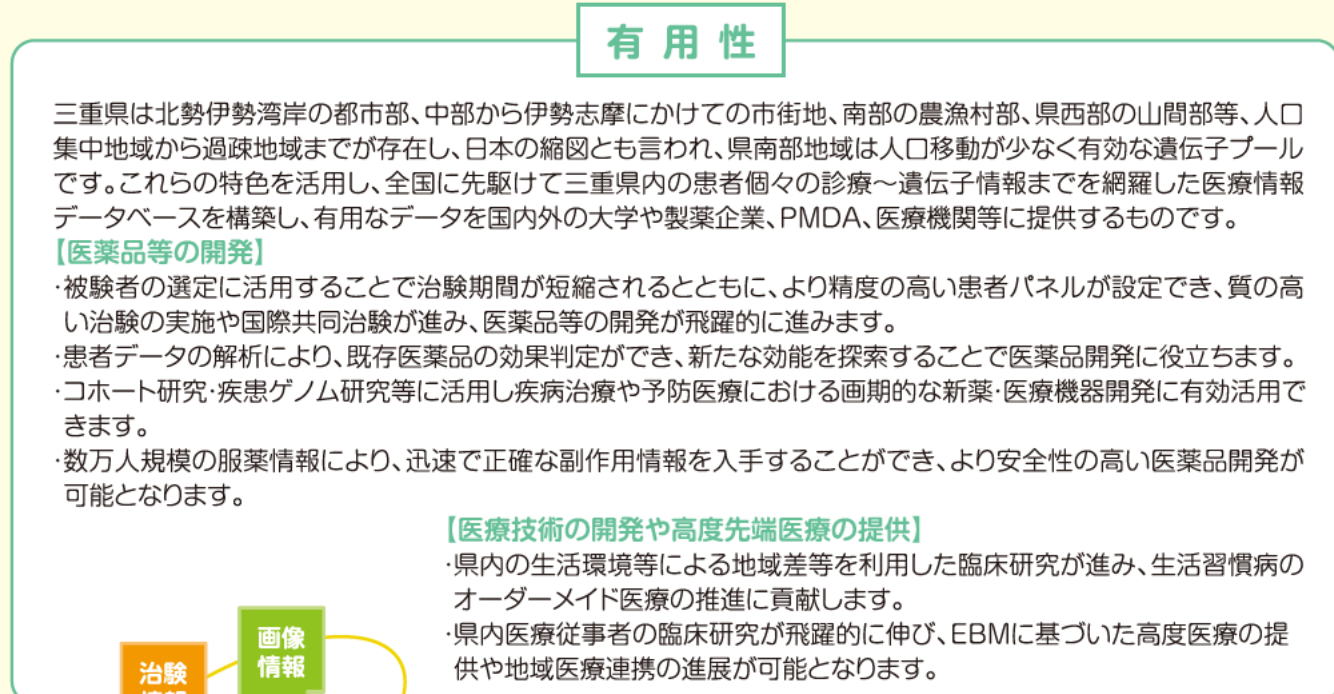 有用性
三重県は北勢伊勢湾岸の都市部、中部から伊勢志摩にかけての市街地、南部の農漁村部、県西部の山間部等、人口
集中地域から過疎地域までが存在し、日本の縮図とも言われ、県南部地域は人口移動が少なく有効な遺伝子プール
です。これらの特色を活用し、全国に先駆けて三重県内の患者個々の診療～遺伝子情報までを網羅した医療情報
データベースを構築し、有用なデータを国内外の大学や製薬企業、PMDA、医療機関等に提供するものです。
【医薬品等の開発】
・被験者の選定に活用することで治験期間が短縮されるとともに、より精度の高い患者パネルが設定でき、質の高
い治験の実施や国際共同治験が進み、医薬品等の開発が飛躍的に進みます。
・患者データの解析により、既存医薬品の効果判定ができ、新たな効能を探索することで医薬品開発に役立ちます。
・コホート研究・疾患ゲノム研究等に活用し疾病治療や予防医療における画期的な新薬・医療機器開発に有効活用で
きます。
・数万人規模の服薬情報により、迅速で正確な副作用情報を入手することができ、より安全性の高い医薬品開発が
可能となります。
【医療技術の開発や高度先端医療の提供】
・県内の生活環境等による地域差等を利用した臨床研究が進み、生活習慣病の
オーダーメイド医療の推進に貢献します。
・県内医療従事者の臨床研究が飛躍的に伸び、EBMに基づいた高度医療の提
供や地域医療連携の進展が可能となります。
画像
情報
治験